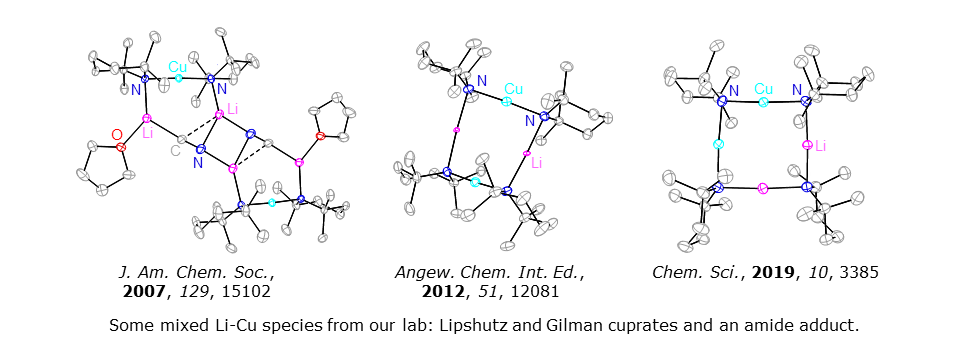 Cu
N
N
Li
Li
O
C
N
N
Cu
N
Li
N
Cu
N
Li
J. Am. Chem. Soc.,
2007, 129, 15102
Angew. Chem. Int. Ed.,
2012, 51, 12081
Chem. Sci., 2019, 10, 3385
Some mixed Li-Cu species from our lab: Lipshutz and Gilman cuprates and an amide adduct.